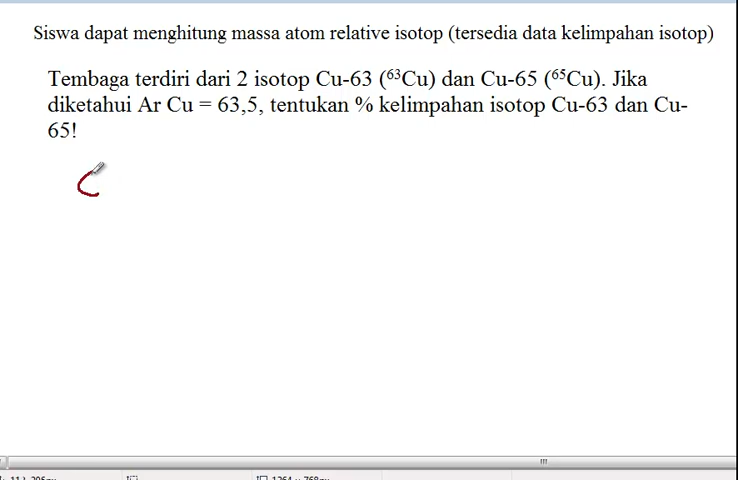 Siswa dapat menghitung massa atom relative isotop (tersedia data kelimpahan isotop)
Tembaga terdiri dari 2 isotop Cu-63 (⁶³Cu) dan Cu-65 (⁶⁵Cu). Jika
diketahui Ar Cu = 63,5, tentukan % kelimpahan isotop Cu-63 dan Cu-
65!
C